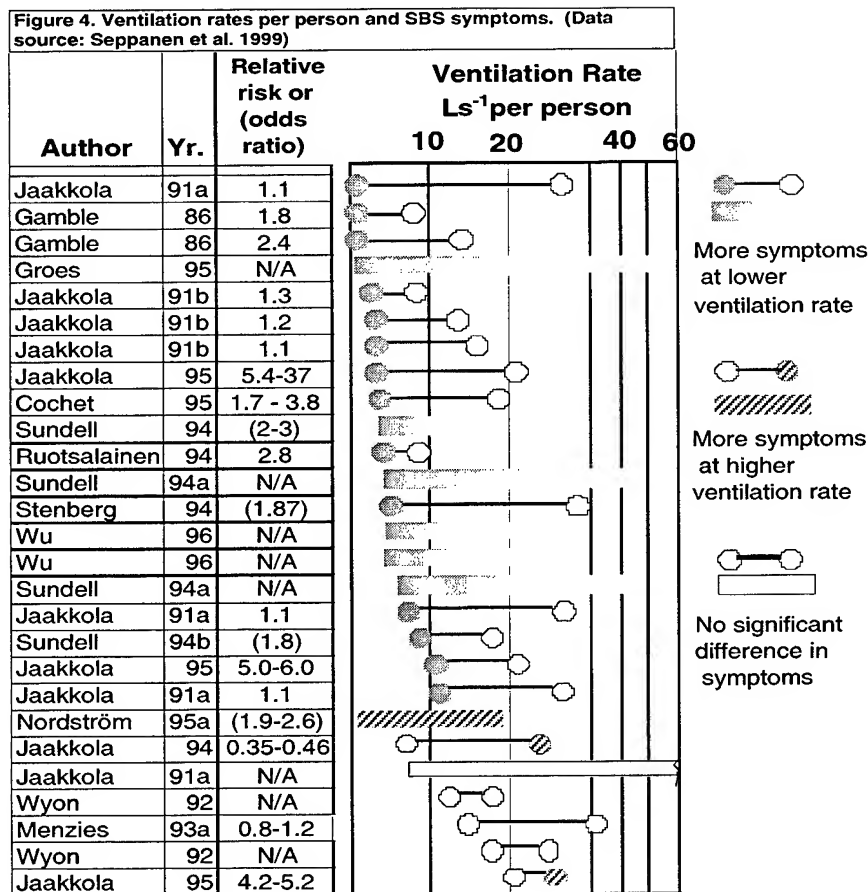 Figure 4. Ventilation rates per person and SBS symptoms. (Data
source: Seppanen et al. 1999)
Author Yr. Relative risk or (odds ratio) Ventilation Rate
Ls⁻¹per person
10 20 40 60
Jaakkola 91a 1.1
Gamble 86 1.8
Gamble 86 2.4
Groes 95 N/A
Jaakkola 91b 1.3
Jaakkola 91b 1.2
Jaakkola 91b 1.1
Jaakkola 95 5.4-37
Cochet 95 1.7 - 3.8
Sundell 94 (2-3)
Ruotsalainen 94 2.8
Sundell 94a N/A
Stenberg 94 (1.87)
Wu 96 N/A
Wu 96 N/A
Sundell 94a N/A
Jaakkola 91a 1.1
Sundell 94b (1.8)
Jaakkola 95 5.0-6.0
Jaakkola 91a 1.1
Nordström 95a (1.9-2.6)
Jaakkola 94 0.35-0.46
Jaakkola 91a N/A
Wyon 92 N/A
Menzies 93a 0.8-1.2
Wyon 92 N/A
Jaakkola 95 4.2-5.2
More symptoms
at lower
ventilation rate
More symptoms
at higher
ventilation rate
No significant
difference in
symptoms